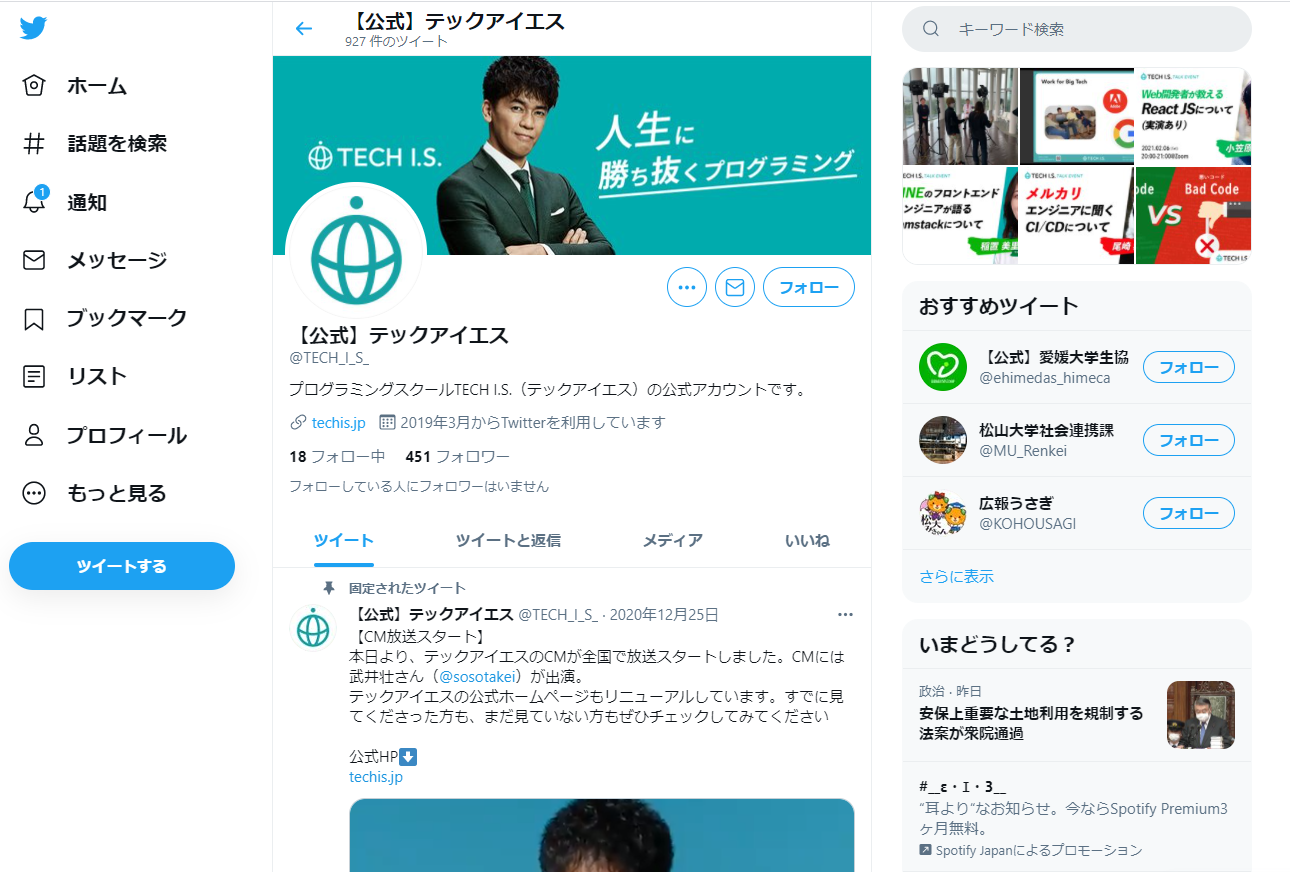 ホーム
話題を検索
1
通知
メッセージ
ブックマーク
リスト
プロフィール
もっと見る
ツイートする
【公式】テックアイエス
927 件のツイート
TECH I.S.
人生に
勝ち抜くプログラミング
フォロー
【公式】テックアイエス
@TECH_I_S_
プログラミングスクールTECH I.S.（テックアイエス）の公式アカウントです。
techis.jp 2019年3月からTwitterを利用しています
18 フォロー中 451 フォロワー
フォローしている人にフォロワーはいません
ツイート ツイートと返信 メディア いいね
固定されたツイート
【公式】テックアイエス @TECH_I_S_ · 2020年12月25日
【CM放送スタート】
本日より、テックアイエスのCMが全国で放送スタートしました。CMには
武井壮さん（@sosotakei）が出演。
テックアイエスの公式ホームページもリニューアルしています。すでに見
てくださった方も、まだ見ていない方もぜひチェックしてみてください
公式HP⬇
techis.jp
キーワード検索
Work for Big Tech
TECH I.S. TALK EVENT
Web開発者が教える
React JSについて
(実演あり)
2021.02.06
20:00-21:00@Zoom
小笠原
TECH I.S. TALK EVENT
INEのフロントエンド
ンジニアが語る
mstackについて
稲置 美里
TECH I.S. TALK EVENT
メルカリ
エンジニアに聞く
CI/CDについて
尾崎
ode
VS
悪いコード
Bad Code
TECH I.S
おすすめツイート
【公式】愛媛大学生協
@ehimedas_himeca
フォロー
松山大学社会連携課
@MU_Renkei
フォロー
広報うさぎ
@KOHOUSAGI
フォロー
さらに表示
いまどうしてる？
政治 · 昨日
安保上重要な土地利用を規制する
法案が衆院通過
#__ε・I・3__
“耳より“なお知らせ。今ならSpotify Premium3
ヶ月無料。
Spotify Japanによるプロモーション